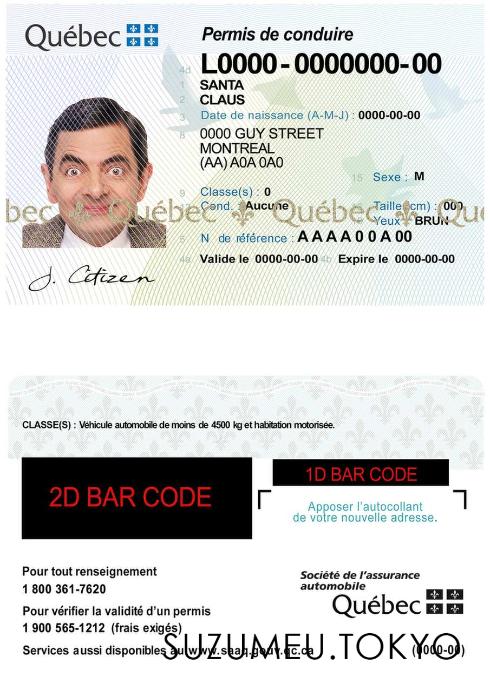 Québec
Permis de conduire
4d L0000-0000000-00
1 SANTA
2 CLAUS
3 Date de naissance (A-M-J) : 0000-00-00
8 0000 GUY STREET
MONTREAL
(AA) A0A 0A0
15 Sexe : M
9 Classe(s) : 0
Cond. : Aucune
Taille(cm) : 000
bec Québec Québec Qu
Yeux : BRUN
5 N de référence : AAAA00A00
4a Valide le 0000-00-00 4b Expire le 0000-00-00
J. Citizen
CLASSE(S) : Véhicule automobile de moins de 4500 kg et habitation motorisée.
2D BAR CODE
1D BAR CODE
Apposer l'autocollant
de votre nouvelle adresse.
Pour tout renseignement
1 800 361-7620
Pour vérifier la validité d'un permis
1 900 565-1212 (frais exigés)
Société de l'assurance
automobile
Québec
Services aussi disponibles au www.saaq.gouv.qc.ca (0000-00)
SUZUMEU.TOKYO